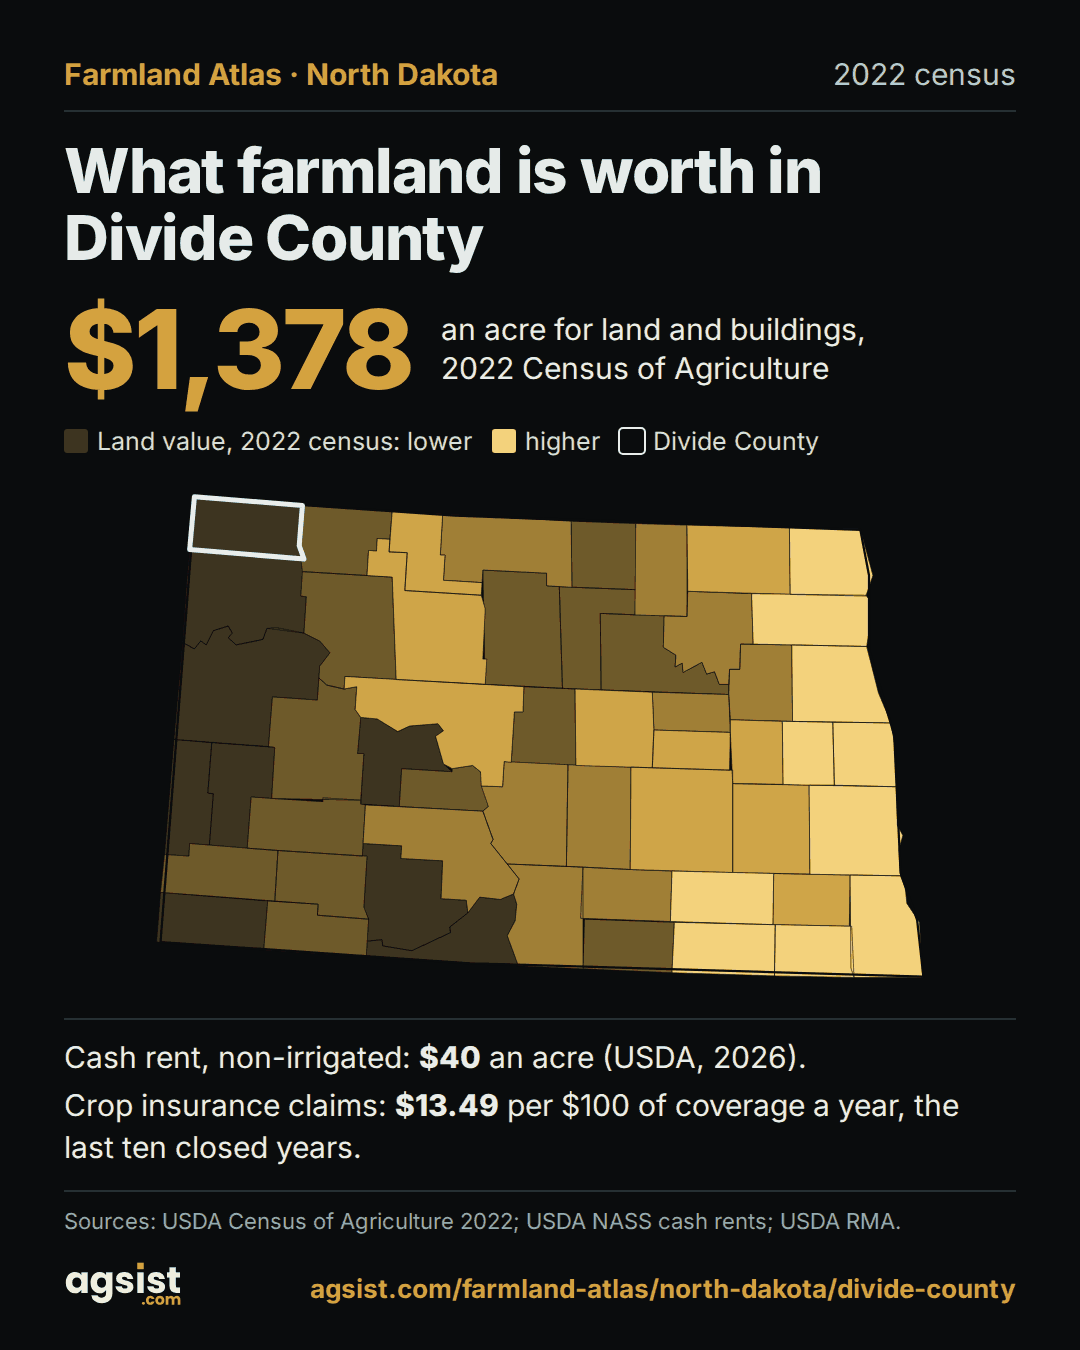 Farmland Atlas · North Dakota
2022 census
What farmland is worth in
Divide County
$1,378
an acre for land and buildings,
2022 Census of Agriculture
Land value, 2022 census: lower
higher
Divide County
Cash rent, non-irrigated: $40 an acre (USDA, 2026).
Crop insurance claims: $13.49 per $100 of coverage a year, the
last ten closed years.
Sources: USDA Census of Agriculture 2022; USDA NASS cash rents; USDA RMA.
agsist
.com
agsist.com/farmland-atlas/north-dakota/divide-county